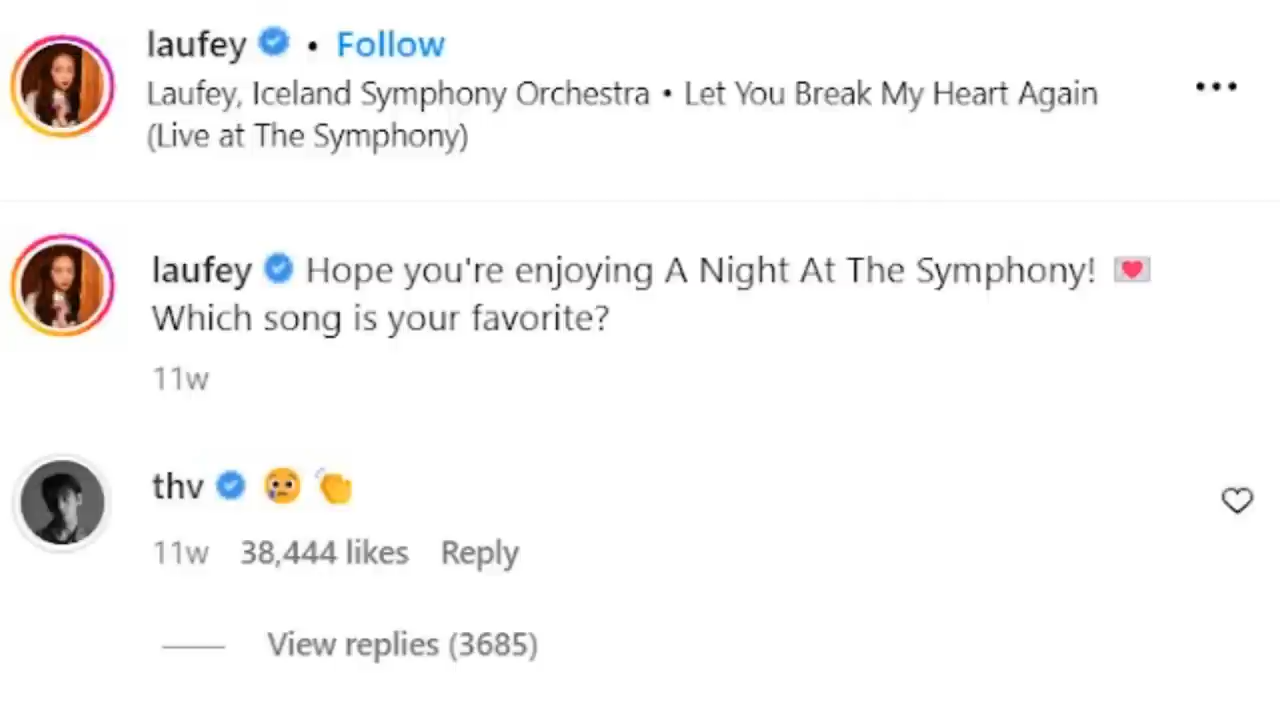 laufey • Follow
Laufey, Iceland Symphony Orchestra • Let You Break My Heart Again
(Live at The Symphony)
laufey Hope you're enjoying A Night At The Symphony! 💌
Which song is your favorite?
11w
thv 😢 👏
11w 38,444 likes Reply
View replies (3685)